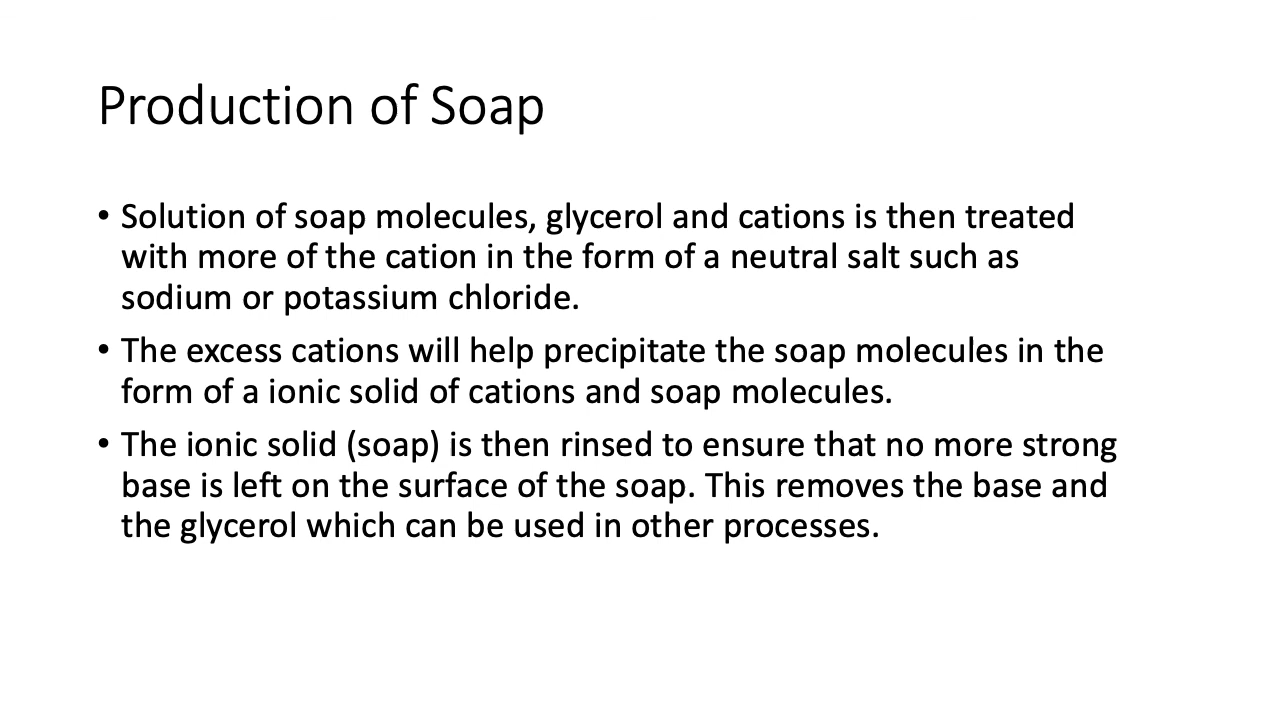 Production of Soap
• Solution of soap molecules, glycerol and cations is then treated
with more of the cation in the form of a neutral salt such as
sodium or potassium chloride.
• The excess cations will help precipitate the soap molecules in the
form of a ionic solid of cations and soap molecules.
• The ionic solid (soap) is then rinsed to ensure that no more strong
base is left on the surface of the soap. This removes the base and
the glycerol which can be used in other processes.